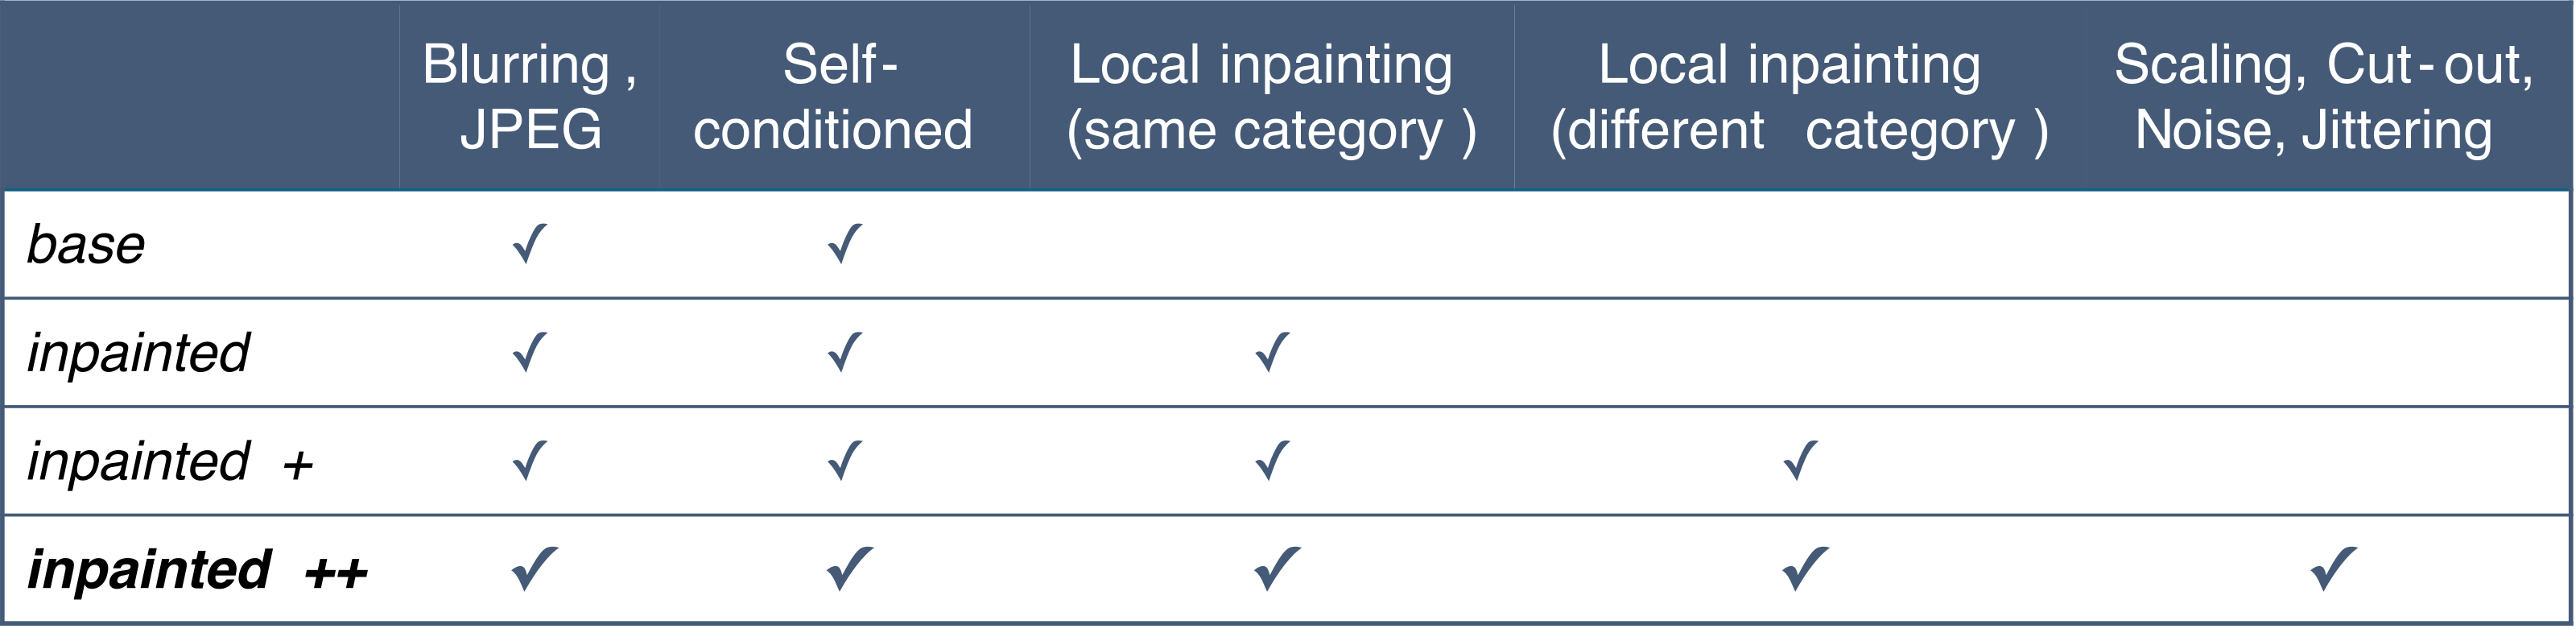 Blurring , JPEG
Self-conditioned
Local inpainting (same category )
Local inpainting (different category )
Scaling, Cut-out, Noise, Jittering
base ✓ ✓
inpainted ✓ ✓ ✓
inpainted + ✓ ✓ ✓ ✓
inpainted ++ ✓ ✓ ✓ ✓ ✓